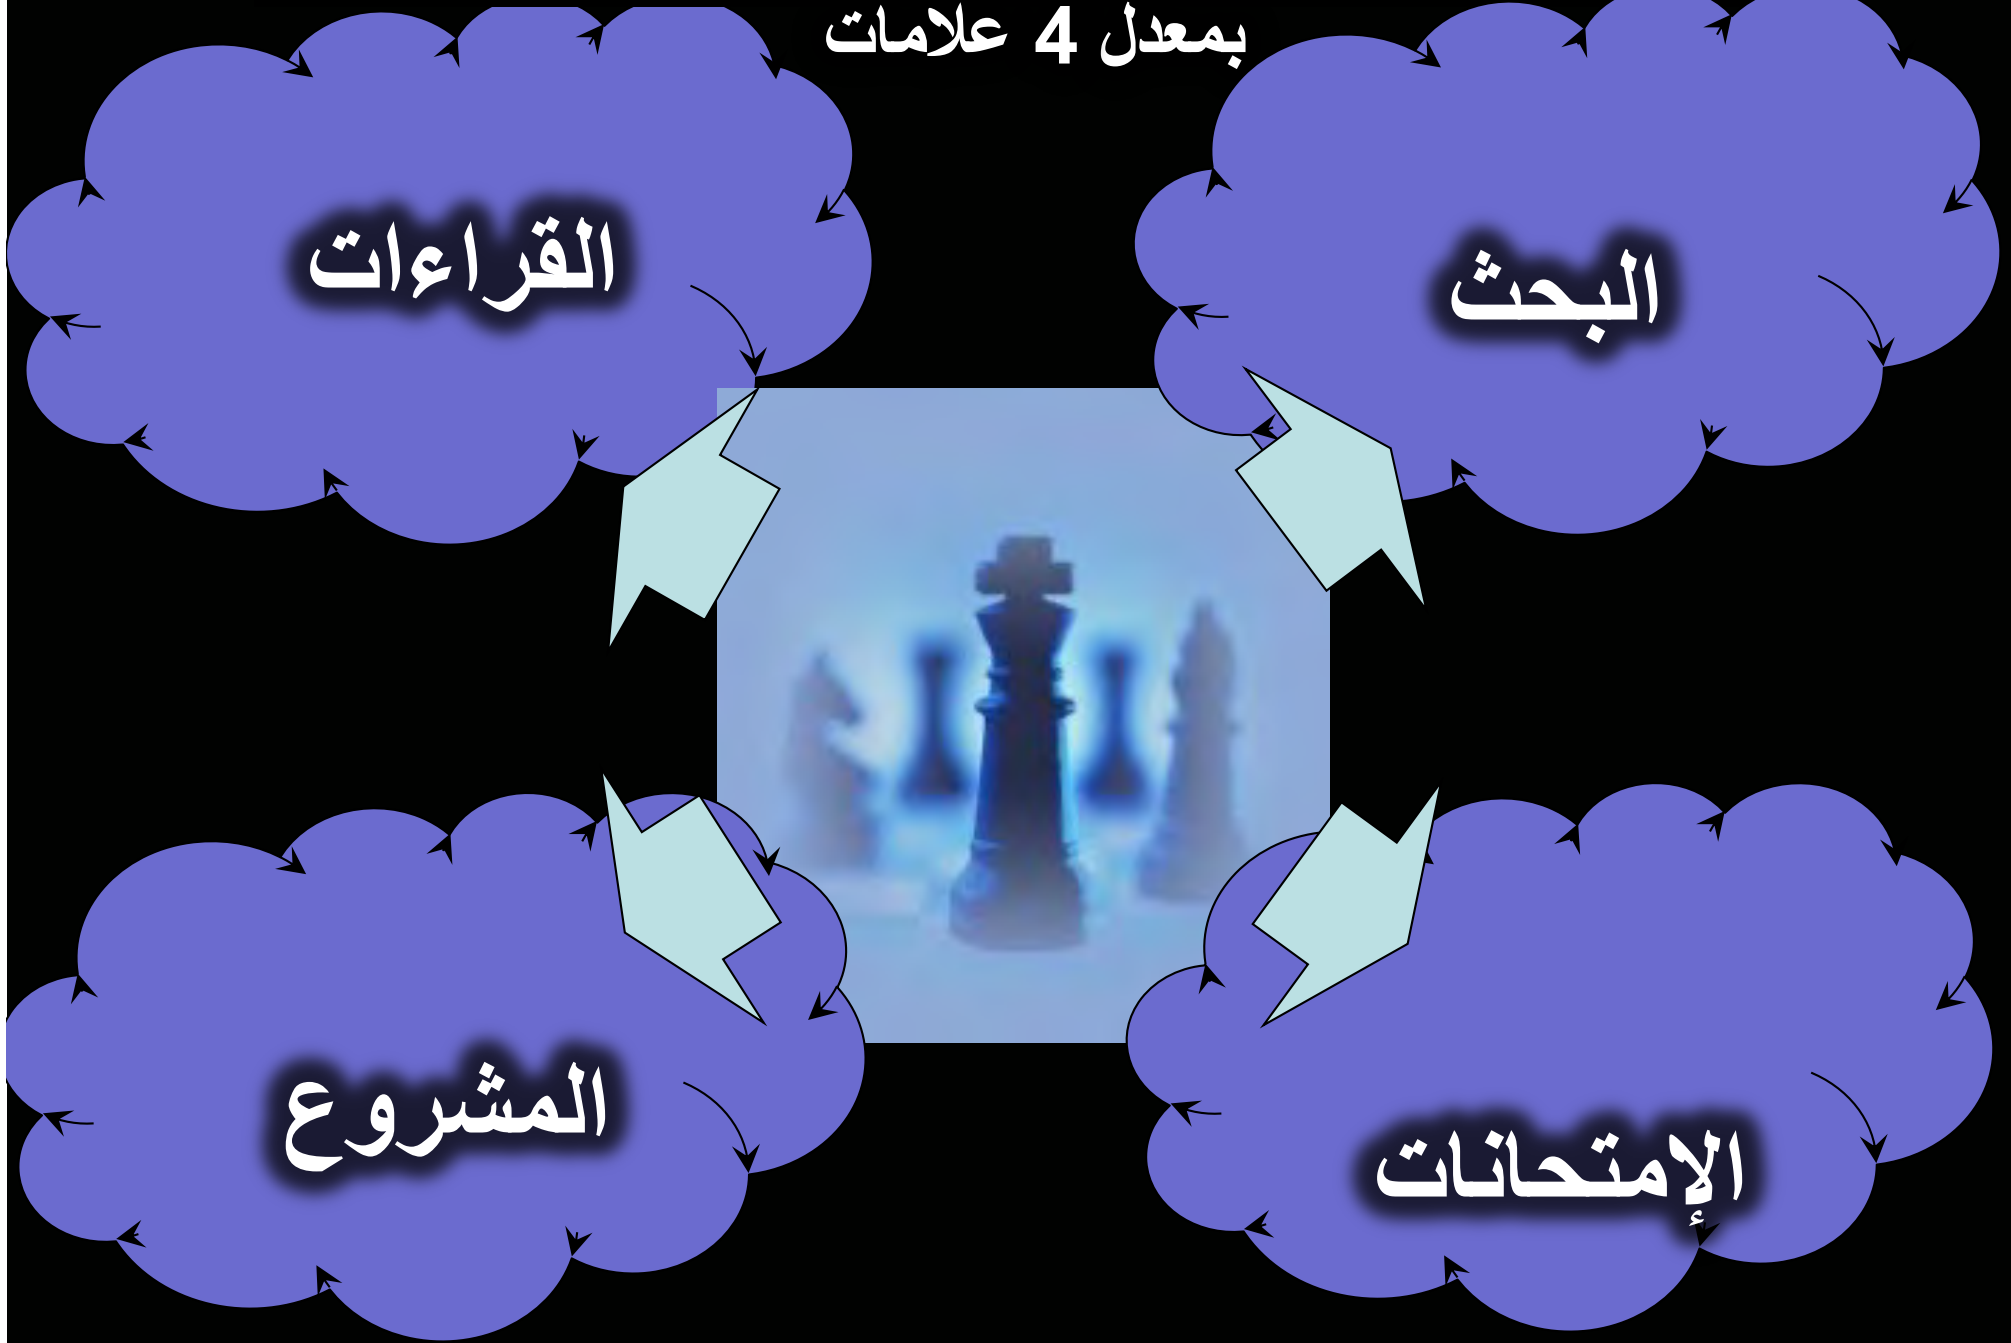 بمعدل 4 علامات
البحث
القراءات
المشروع
الإمتحانات